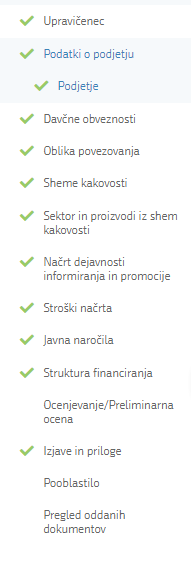 Upravičenec
Podatki o podjetju
Podjetje
Davčne obveznosti
Oblika povezovanja
Sheme kakovosti
Sektor in proizvodi iz shem
kakovosti
Načrt dejavnosti
informiranja in promocije
Stroški načrta
Javna naročila
Struktura financiranja
Ocenjevanje/Preliminarna
ocena
Izjave in priloge
Pooblastilo
Pregled oddanih
dokumentov